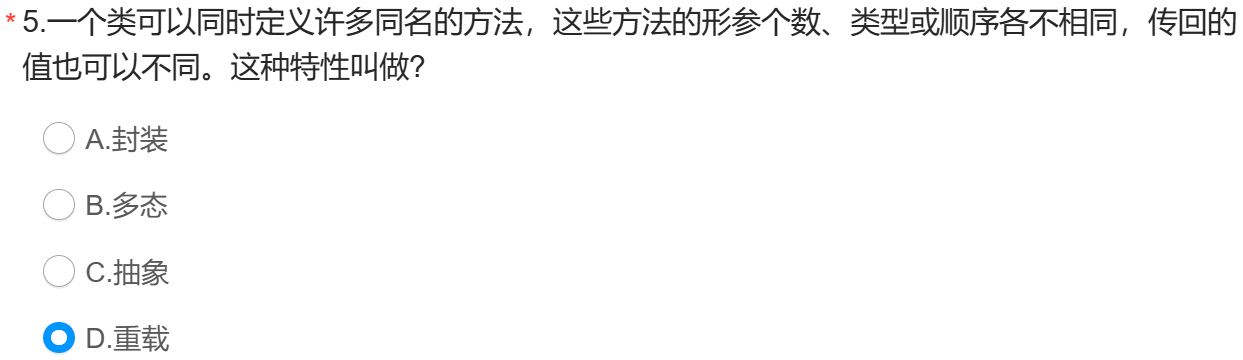 *5.一个类可以同时定义许多同名的方法，这些方法的形参个数、类型或顺序各不相同，传回的
值也可以不同。这种特性叫做?
A.封装
B.多态
C.抽象
D.重载